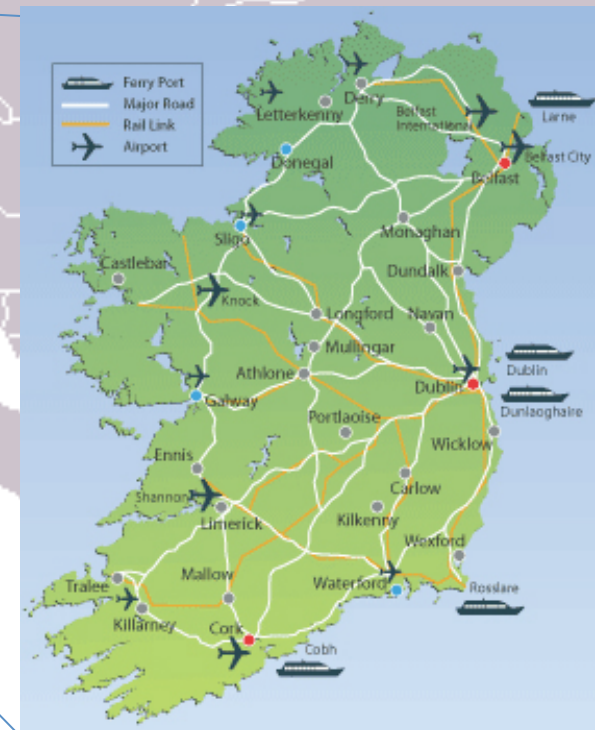 Ferry Port
Major Road
Rail Link
Airport
Derry
Letterkenny
Belfast
International
Larne
Belfast City
Donegal
Belfast
Sligo
Monaghan
Castlebar
Dundalk
Knock
Longford
Navan
Mullingar
Dublin
Athlone
Dublin
Galway
Dunlaoghaire
Portlaoise
Wicklow
Ennis
Carlow
Shannon
Limerick
Kilkenny
Wexford
Mallow
Waterford
Tralee
Rosslare
Killarney
Cork
Cobh